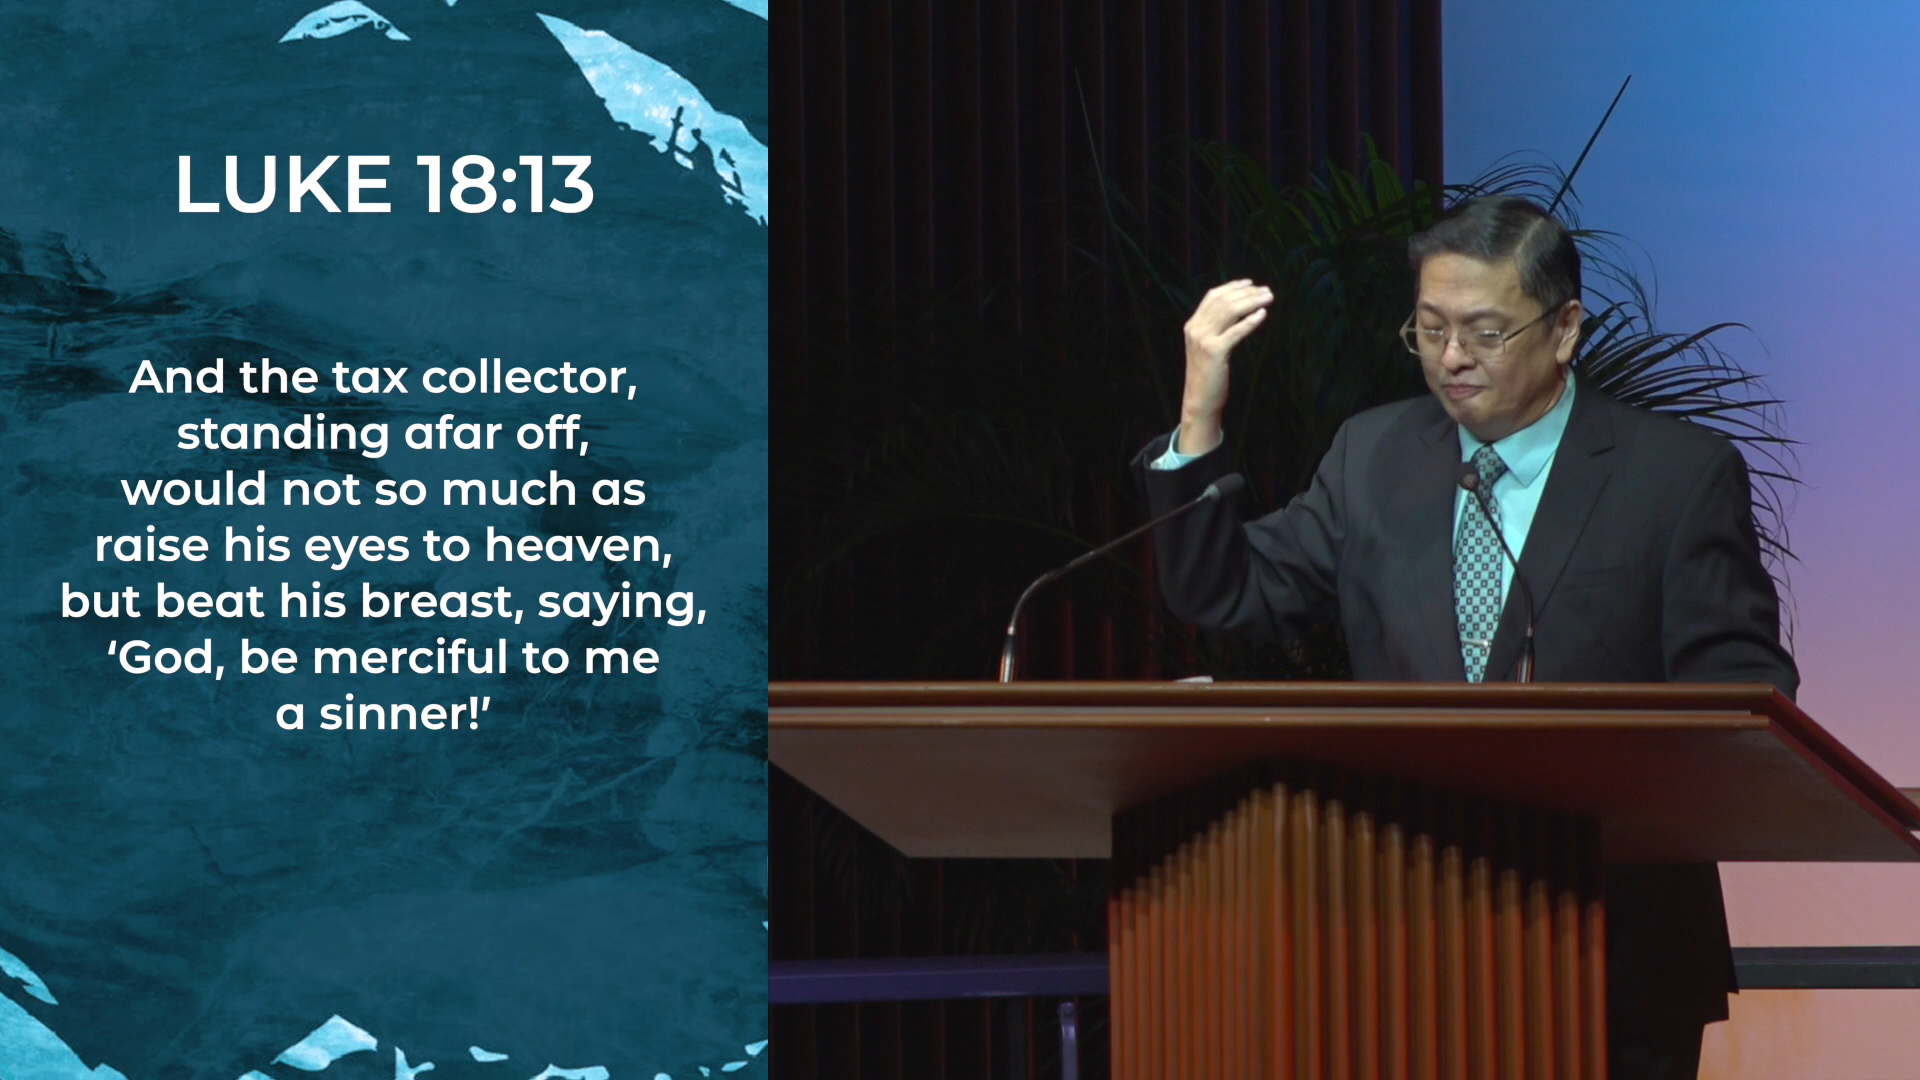 LUKE 18:13
And the tax collector,
standing afar off,
would not so much as
raise his eyes to heaven,
but beat his breast, saying,
‘God, be merciful to me
a sinner!’